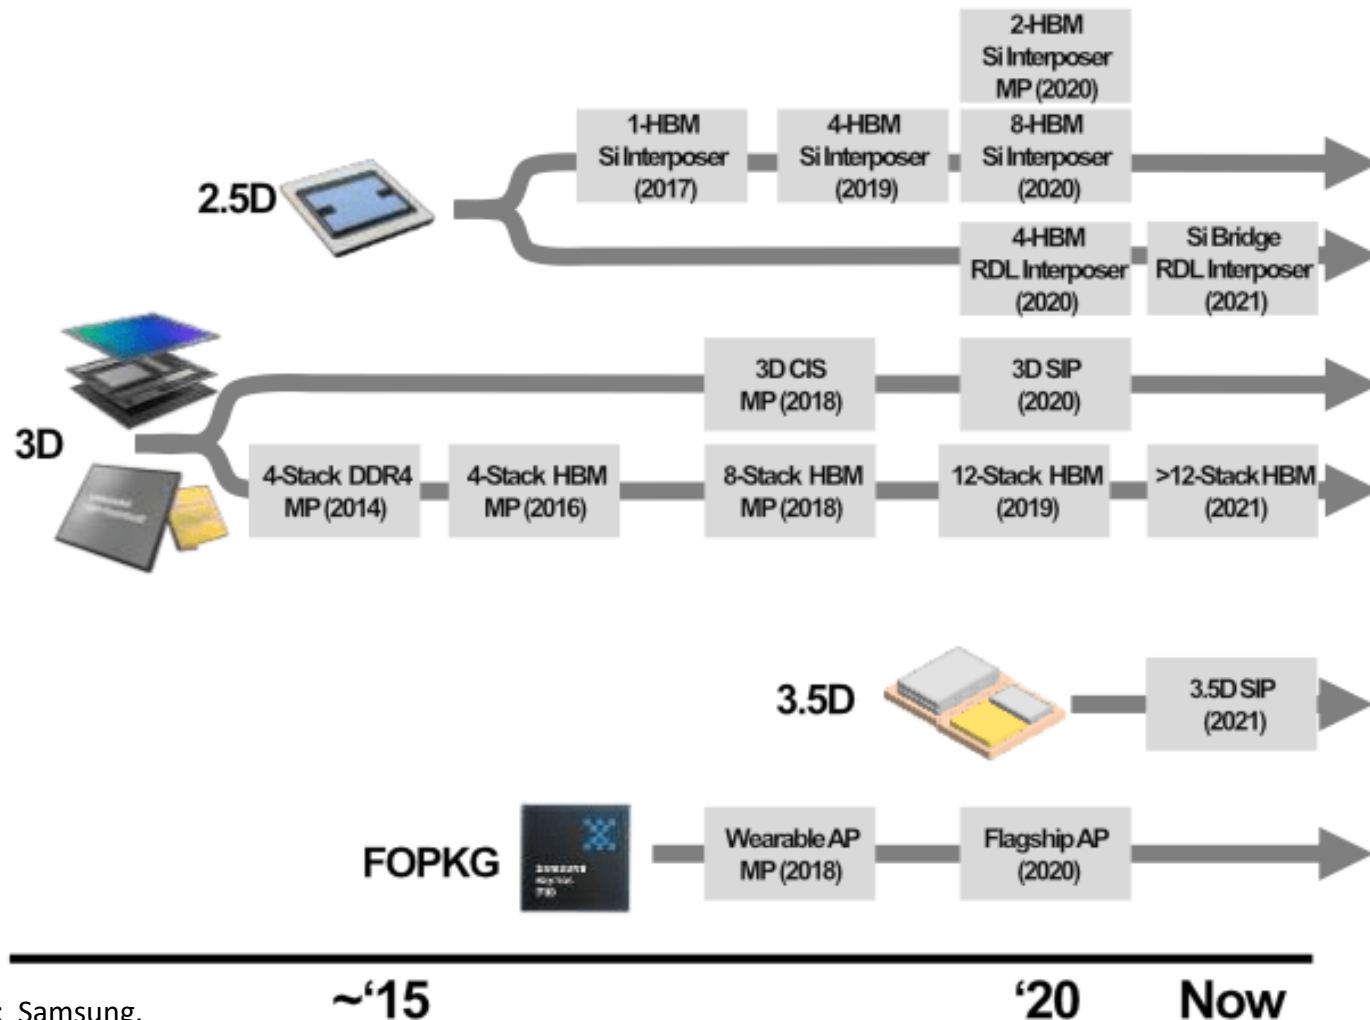 2-HBM
Si Interposer
MP (2020)
1-HBM
Si Interposer
(2017)
4-HBM
Si Interposer
(2019)
8-HBM
Si Interposer
(2020)
2.5D
4-HBM
RDL Interposer
(2020)
Si Bridge
RDL Interposer
(2021)
3D CIS
MP (2018)
3D SIP
(2020)
3D
4-Stack DDR4
MP (2014)
4-Stack HBM
MP (2016)
8-Stack HBM
MP (2018)
12-Stack HBM
(2019)
>12-Stack HBM
(2021)
3.5D
3.5D SIP
(2021)
FOPKG
SAMSUNG
Wearable AP
MP (2018)
Flagship AP
(2020)
~‘15
‘20
Now
: Samsung.